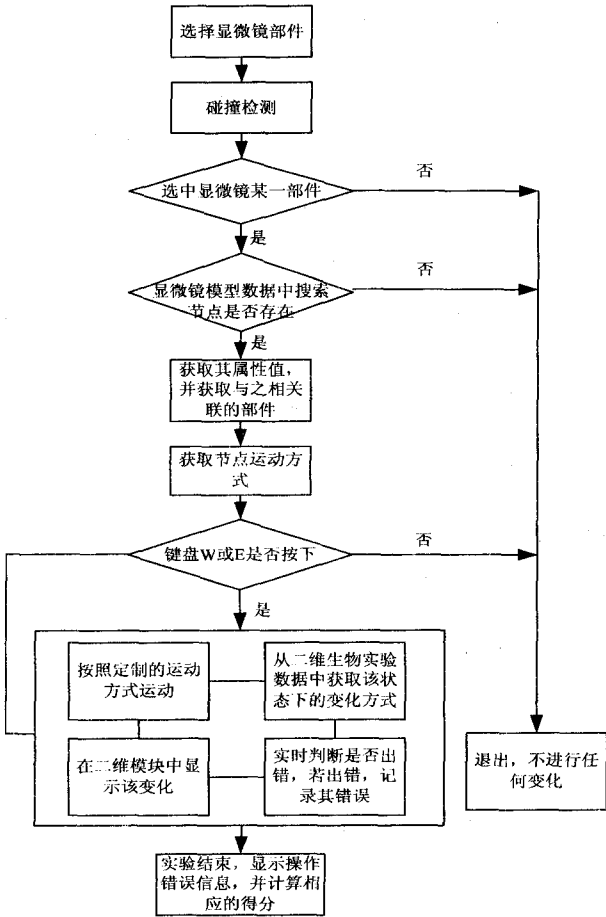 选择显微镜部件
碰撞检测
选中显微镜某一部件
否
是
显微镜模型数据中搜索
节点是否存在
否
是
获取其属性值，
并获取与之相关
联的部件
获取节点运动方
式
键盘W或E是否按下
否
是
按照定制的运动
方式运动
从二维生物实验
数据中获取该状
态下的变化方式
在二维模块中显
示该变化
实时判断是否出
错，若出错，记
录其错误
退出，不进行任
何变化
实验结束，显示操作
错误信息，并计算相
应的得分